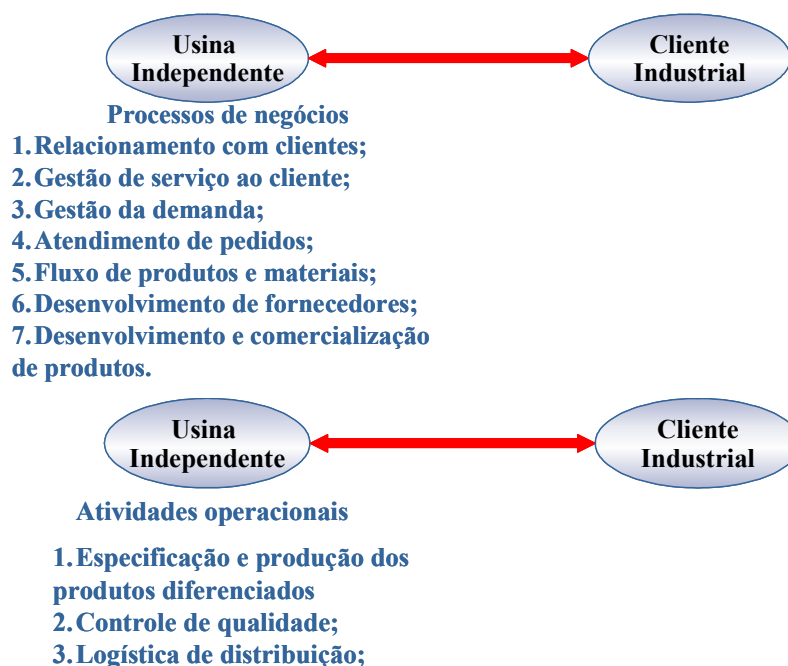 Usina
Independente
Cliente
Industrial
Processos de negócios
1.Relacionamento com clientes;
2.Gestão de serviço ao cliente;
3.Gestão da demanda;
4.Atendimento de pedidos;
5.Fluxo de produtos e materiais;
6.Desenvolvimento de fornecedores;
7.Desenvolvimento e comercialização
de produtos.
Usina
Independente
Cliente
Industrial
Atividades operacionais
1.Especificação e produção dos
produtos diferenciados
2.Controle de qualidade;
3.Logística de distribuição;